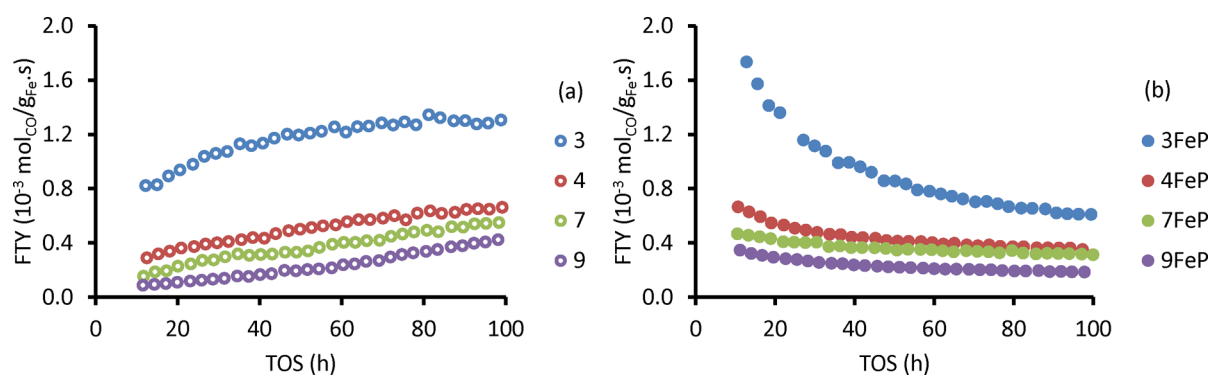 2.0
1.6
1.2
0.8
0.4
0.0
FTY (10⁻³ mol_CO/g_Fe.s)
0 20 40 60 80 100
TOS (h)
(a)
3
4
7
9
2.0
1.6
1.2
0.8
0.4
0.0
FTY (10⁻³ mol_CO/g_Fe.s)
0 20 40 60 80 100
TOS (h)
(b)
3FeP
4FeP
7FeP
9FeP